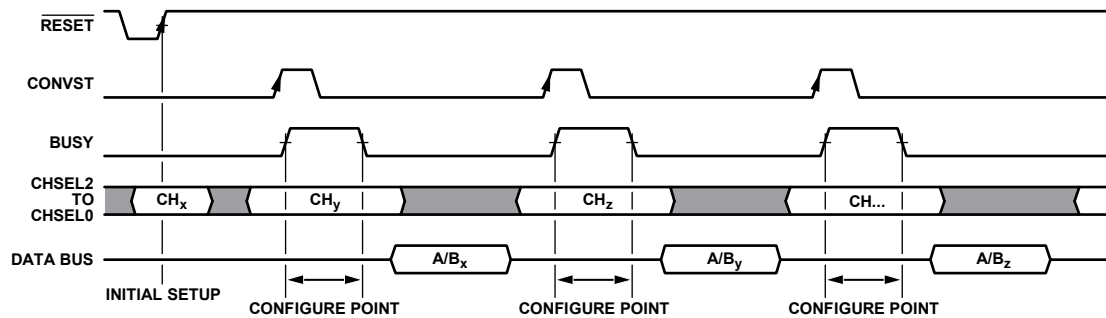 RESET
CONVST
BUSY
CHSEL2
TO
CHSEL0
CHx
CHy
CHz
CH...
DATA BUS
A/Bx
A/By
A/Bz
INITIAL SETUP
CONFIGURE POINT
CONFIGURE POINT
CONFIGURE POINT